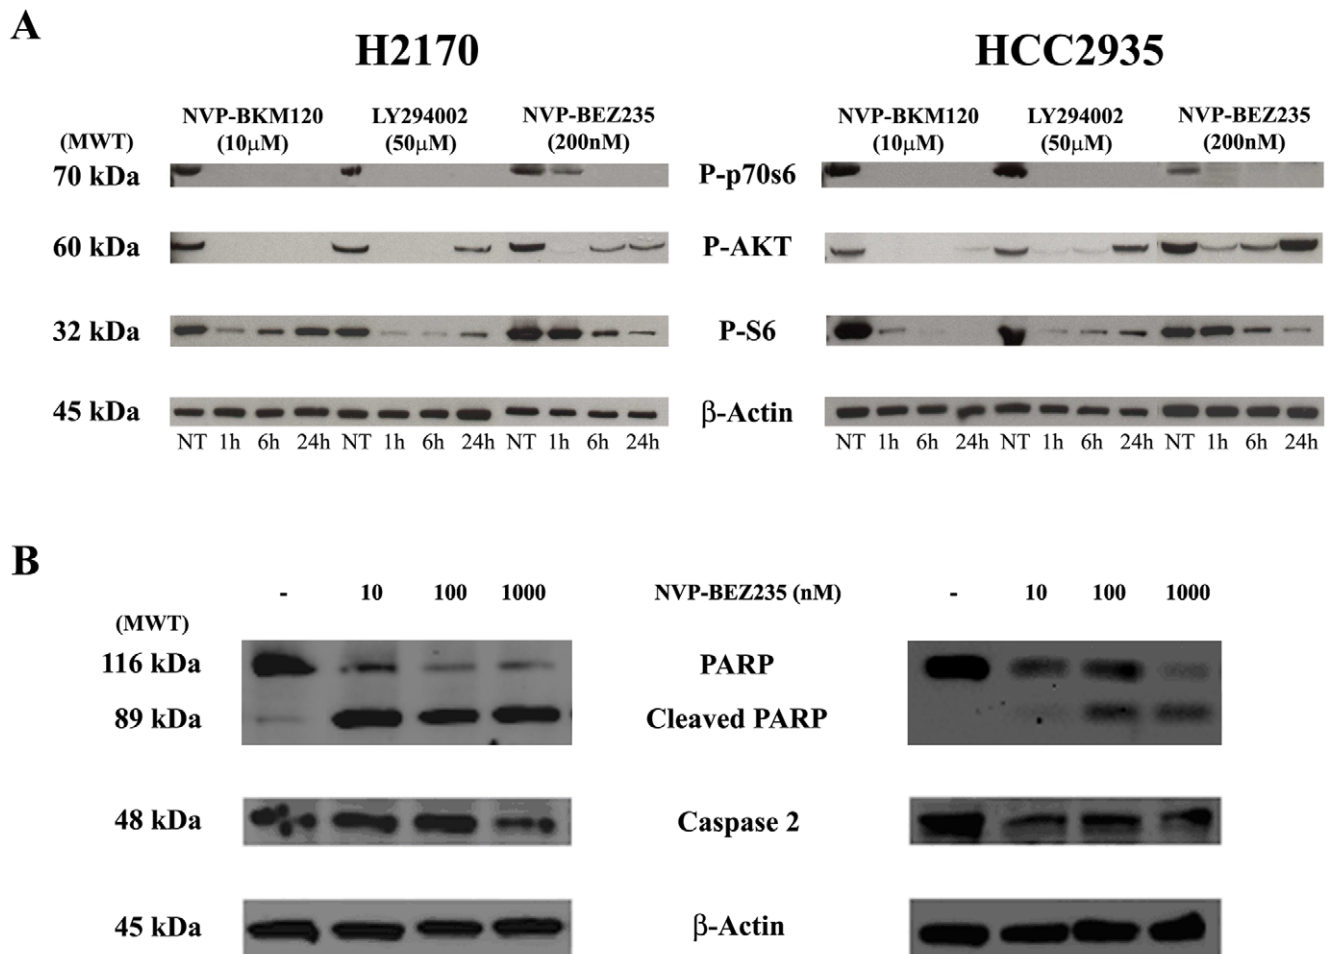 A
H2170 HCC2935
NVP-BKM120 LY294002 NVP-BEZ235 NVP-BKM120 LY294002 NVP-BEZ235
(MWT) (10μM) (50μM) (200nM) (10μM) (50μM) (200nM)
70 kDa P-p70s6
60 kDa P-AKT
32 kDa P-S6
45 kDa β-Actin
NT 1h 6h 24h NT 1h 6h 24h NT 1h 6h 24h NT 1h 6h 24h NT 1h 6h 24h NT 1h 6h 24h
B
- 10 100 1000 NVP-BEZ235 (nM) - 10 100 1000
(MWT)
116 kDa PARP
89 kDa Cleaved PARP
48 kDa Caspase 2
45 kDa β-Actin